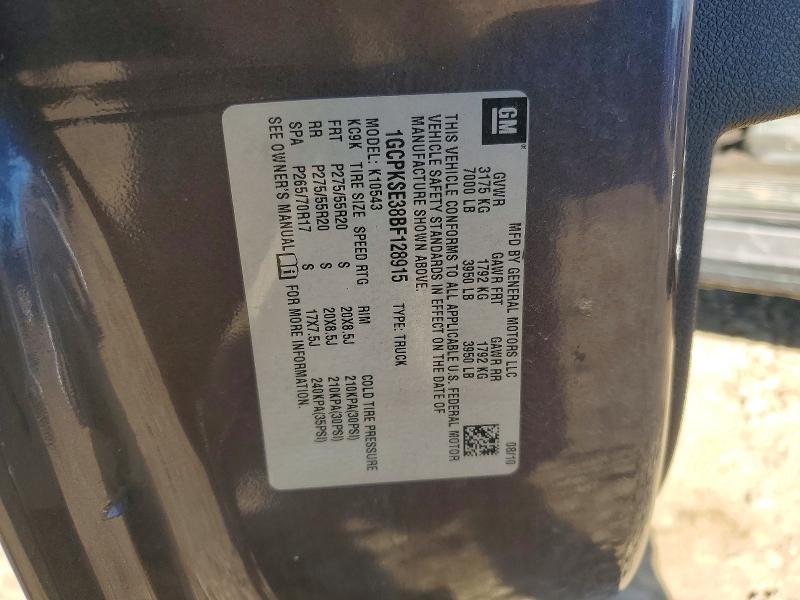 GM
MFD BY GENERAL MOTORS LLC 08/10
GVWR GAWR FRT GAWR RR
3175 KG 1792 KG 1792 KG
7000 LB 3950 LB 3950 LB
THIS VEHICLE CONFORMS TO ALL APPLICABLE U.S. FEDERAL MOTOR
VEHICLE SAFETY STANDARDS IN EFFECT ON THE DATE OF
MANUFACTURE SHOWN ABOVE.
1GCPKSE38BF128915 TYPE: TRUCK
MODEL: K10543
KC9K TIRE SIZE SPEED RTG RIM COLD TIRE PRESSURE
FRT P275/55R20 S 20X8.5J 210KPA(30PSI)
RR P275/55R20 S 20X8.5J 210KPA(30PSI)
SPA P265/70R17 S 17X7.5J 240KPA(35PSI)
SEE OWNER'S MANUAL i FOR MORE INFORMATION.